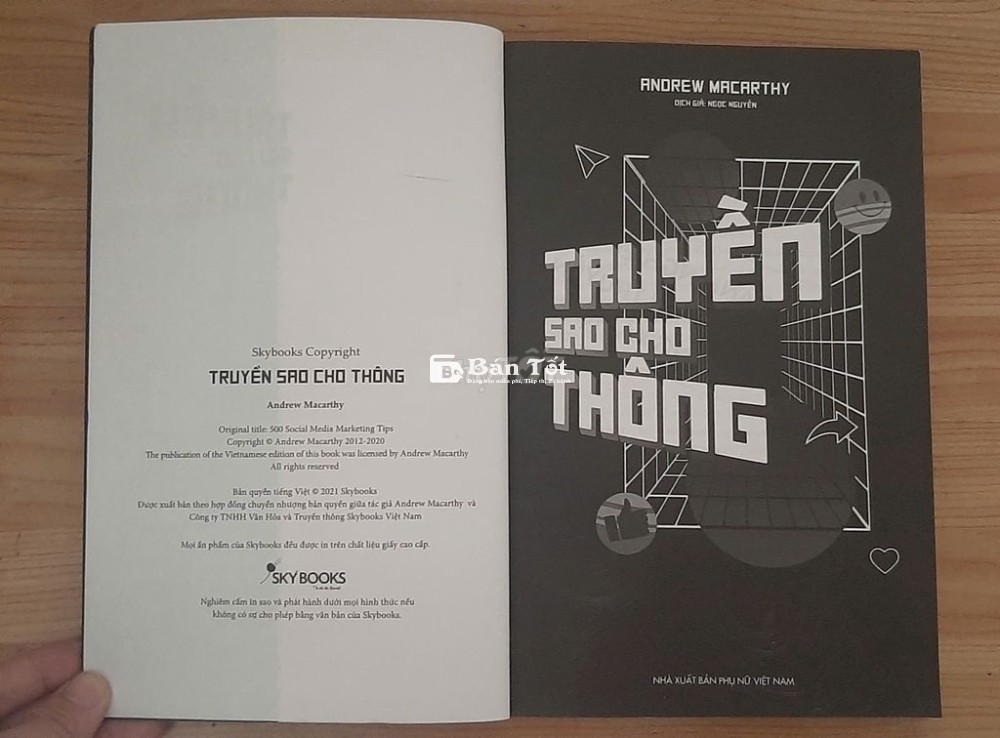 Skybooks Copyright
TRUYỀN SAO CHO THÔNG
Andrew Macarthy
Original title: 500 Social Media Marketing Tips
Copyright © Andrew Macarthy 2012-2020
The publication of the Vietnamese edition of this book was licensed by Andrew Macarthy
All rights reserved
Bản quyền tiếng Việt © 2021 Skybooks
Được xuất bản theo hợp đồng chuyển nhượng bản quyền giữa tác giả Andrew Macarthy và
Công ty TNHH Văn Hóa và Truyền thông Skybooks Việt Nam
Mọi ấn phẩm của Skybooks đều được in trên chất liệu giấy cao cấp.
SKYBOOKS
Nghiêm cấm in sao và phát hành dưới mọi hình thức nếu
không có sự cho phép bằng văn bản của Skybooks.
ANDREW MACARTHY
DỊCH GIẢ: NGỌC NGUYỄN
TRUYỀN
SAO CHO
THÔNG
NHÀ XUẤT BẢN PHỤ NỮ VIỆT NAM
Bán Tốt